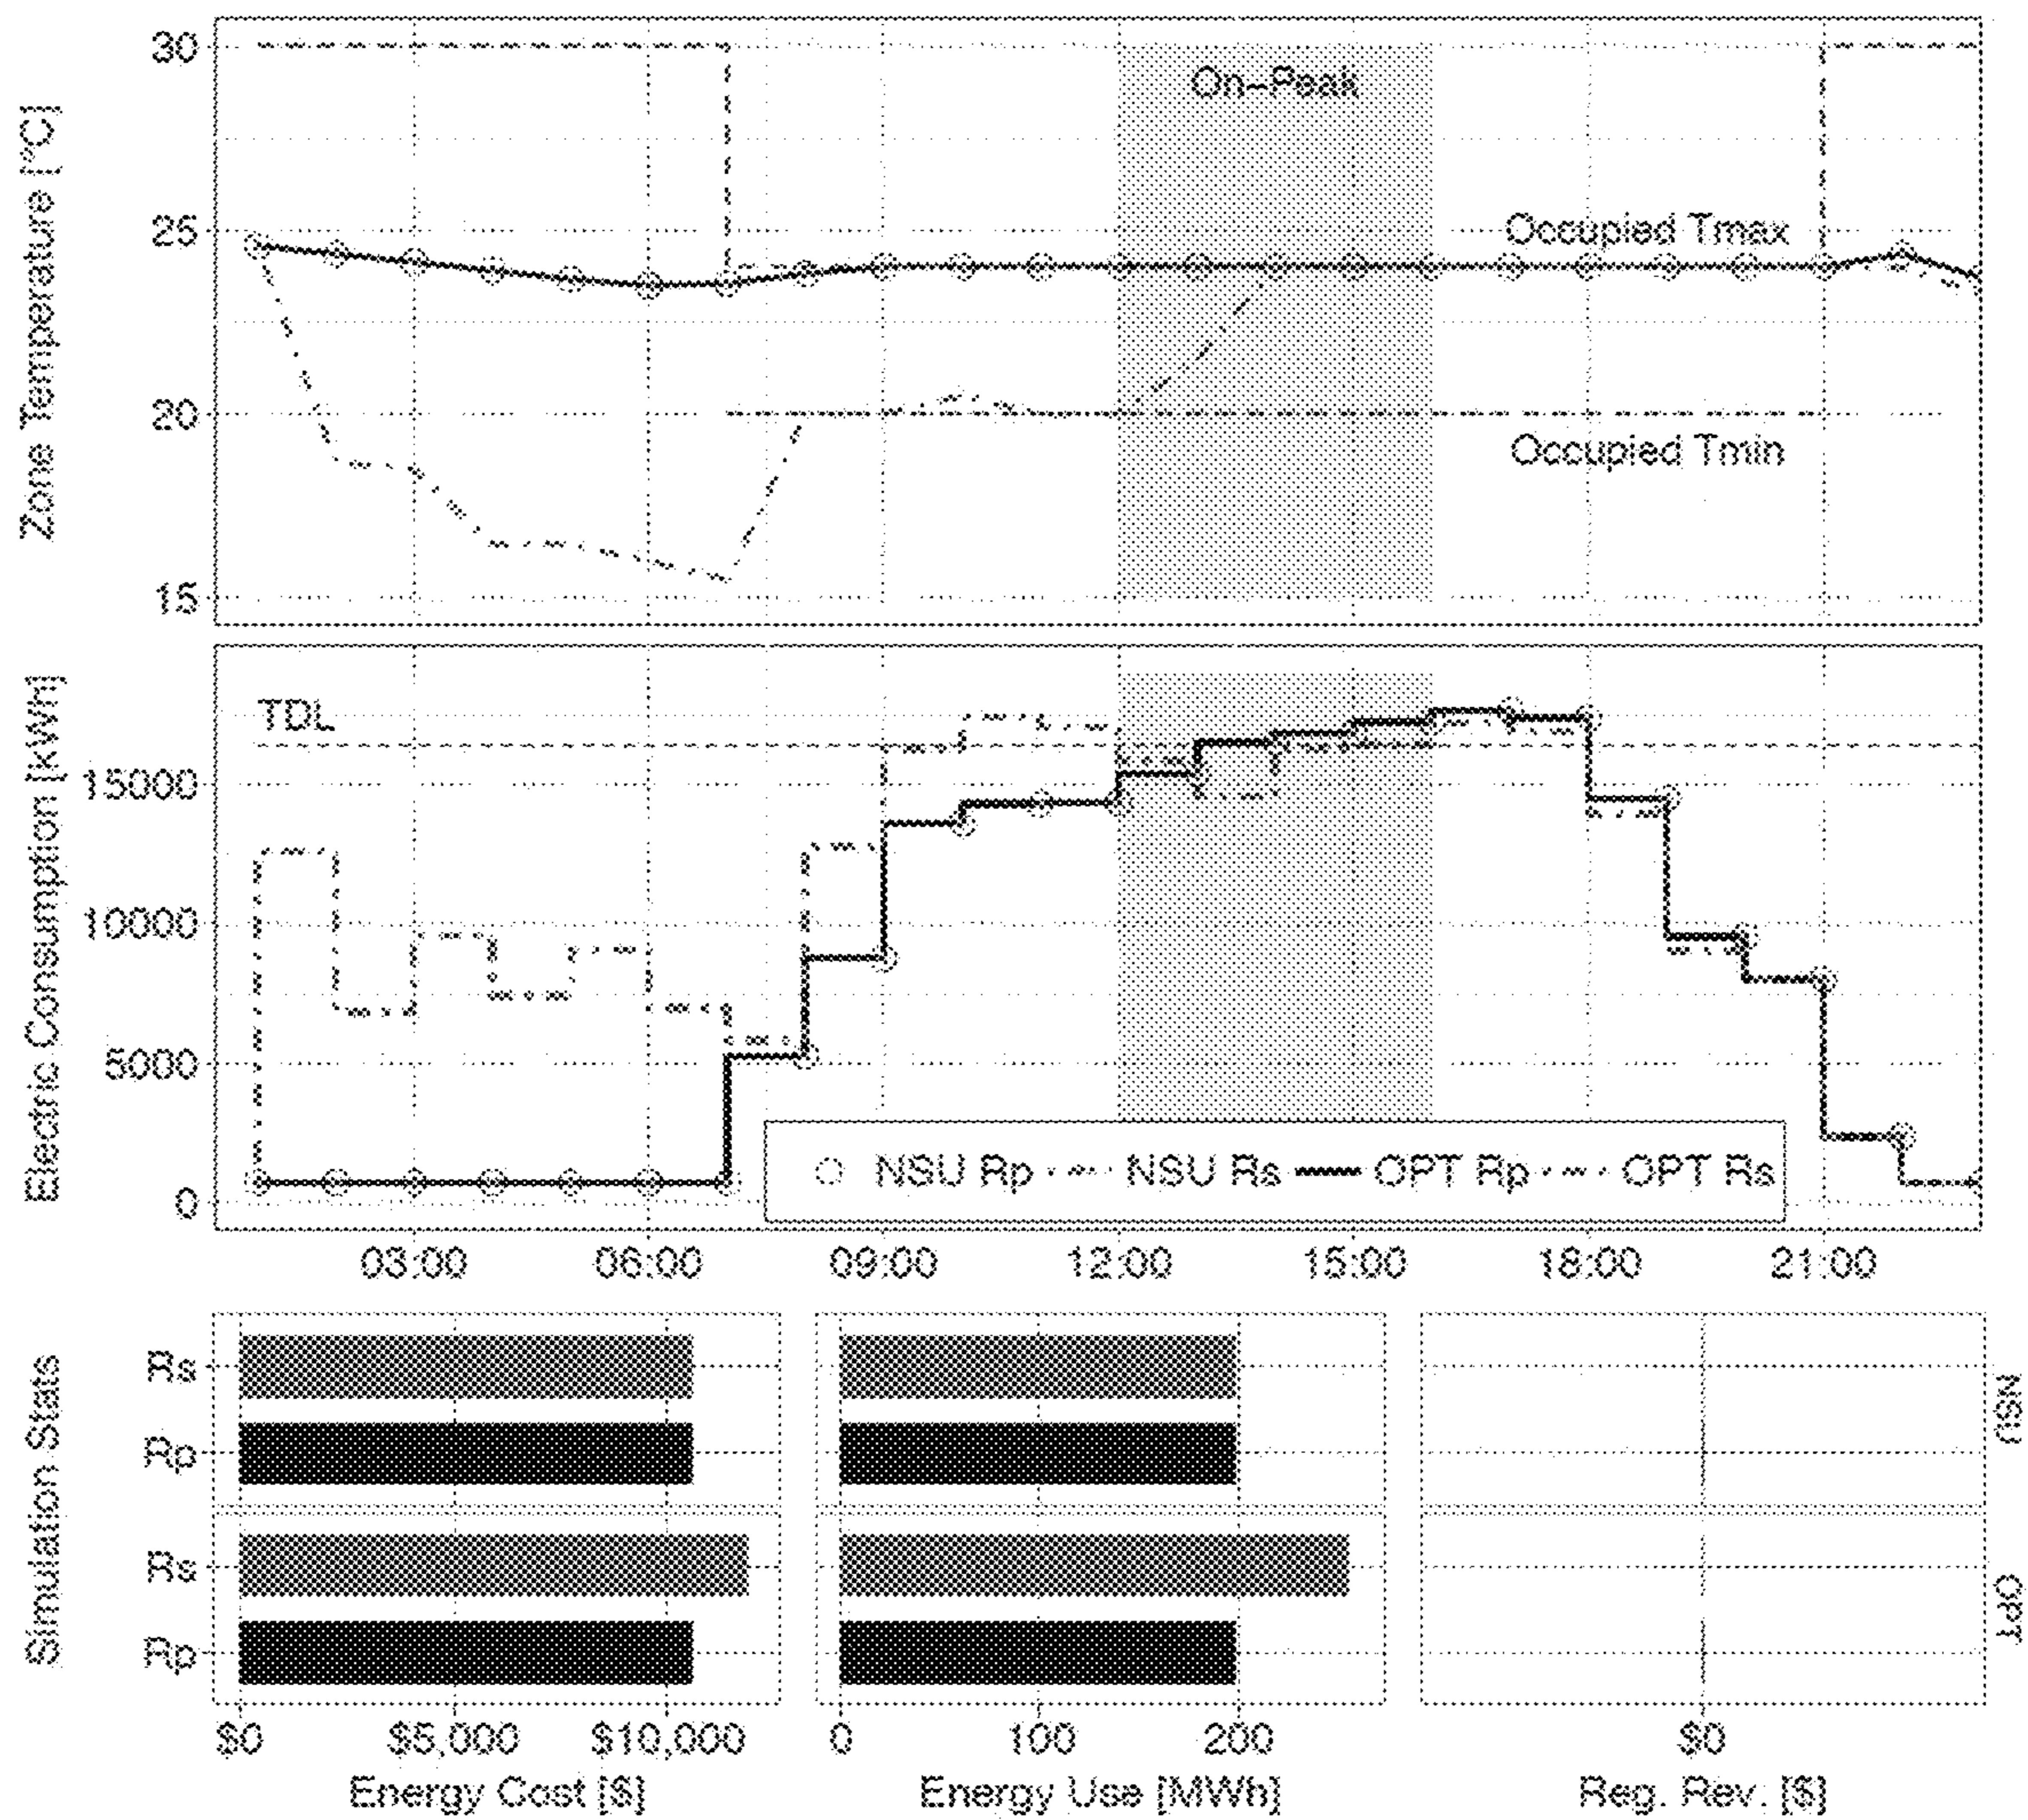 Zone Temperature [°C]
30
25
20
15
On-Peak
Occupied Tmax
Occupied Tmin
Electric Consumption [kWh]
15000
10000
5000
0
TDL
NSU Rp NSU Rs OPT Rp OPT Rs
03:00 06:00 09:00 12:00 15:00 18:00 21:00
Simulation Stats
Rs
Rp
Rs
Rp
NSU
OPT
$0 $5,000 $10,000 0 100 200 $0
Energy Cost [$] Energy Use [MWh] Reg. Rev. [$]